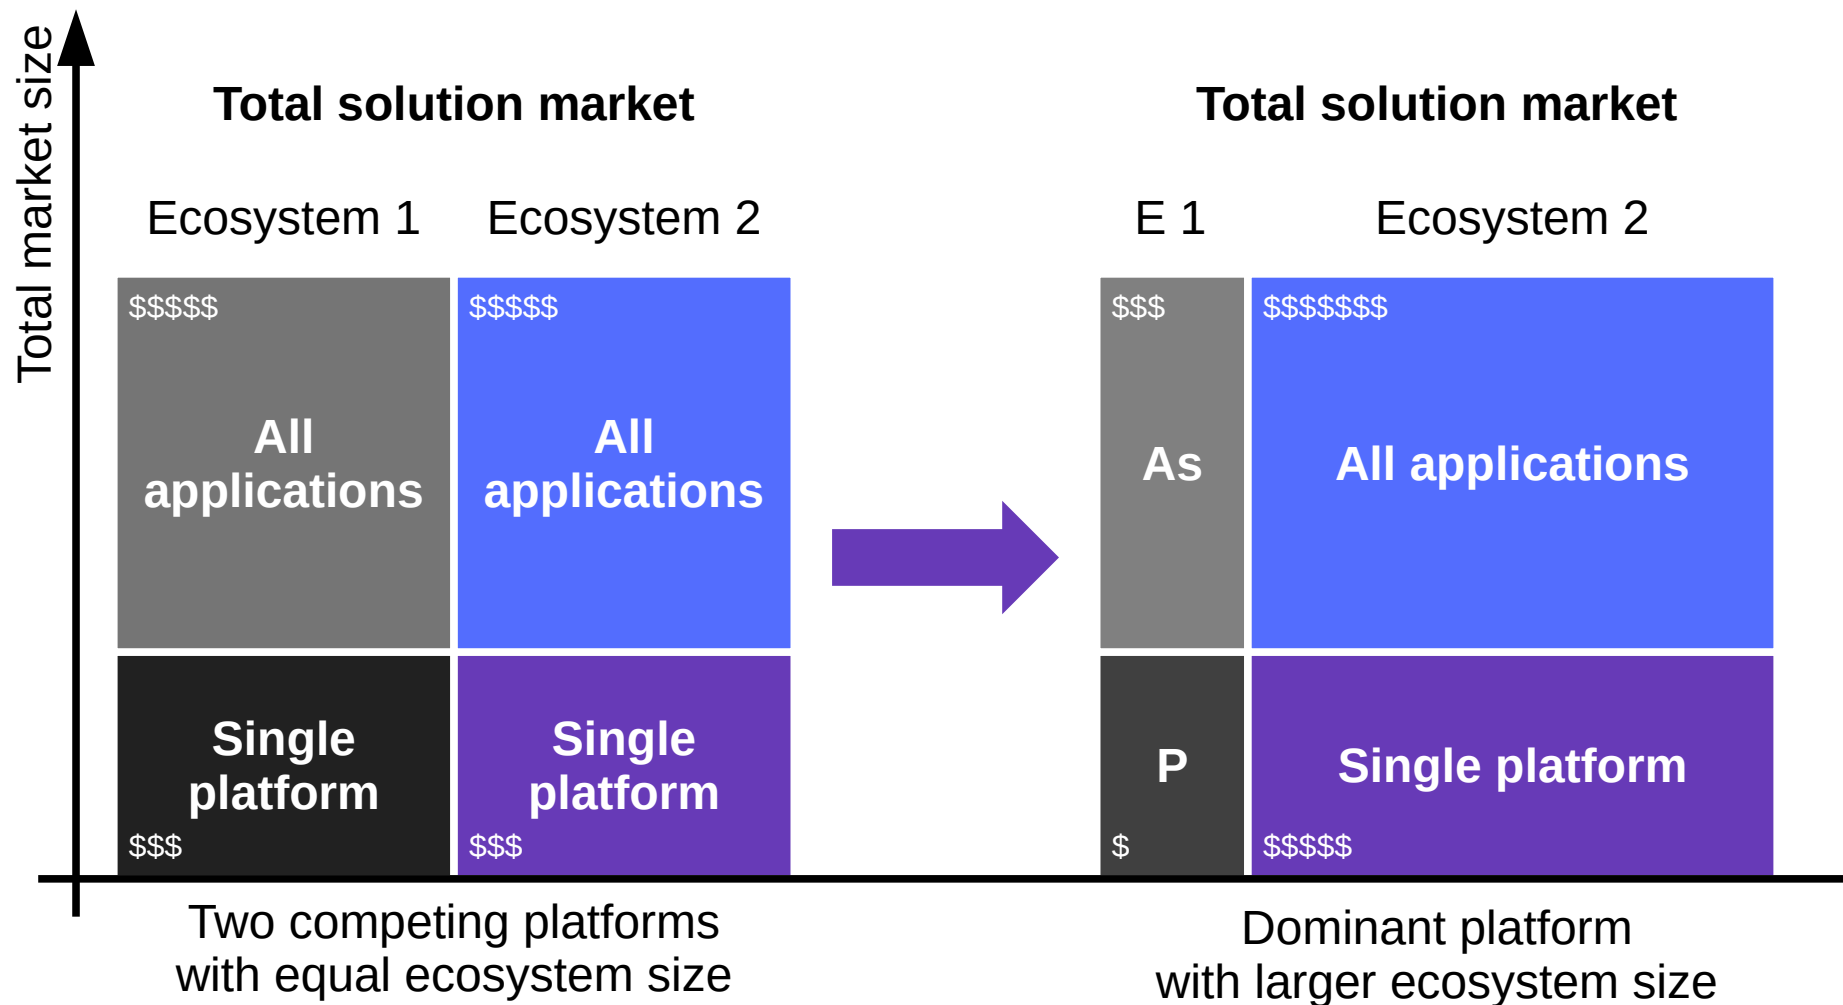 Total market size
Total solution market
Ecosystem 1
Ecosystem 2
$$$$$
All
applications
$$$$$
All
applications
Single
platform
$$$
Single
platform
$$$
Two competing platforms
with equal ecosystem size
Total solution market
E 1
Ecosystem 2
$$$
As
$$$$$$$
All applications
P
$
Single platform
$$$$$
Dominant platform
with larger ecosystem size